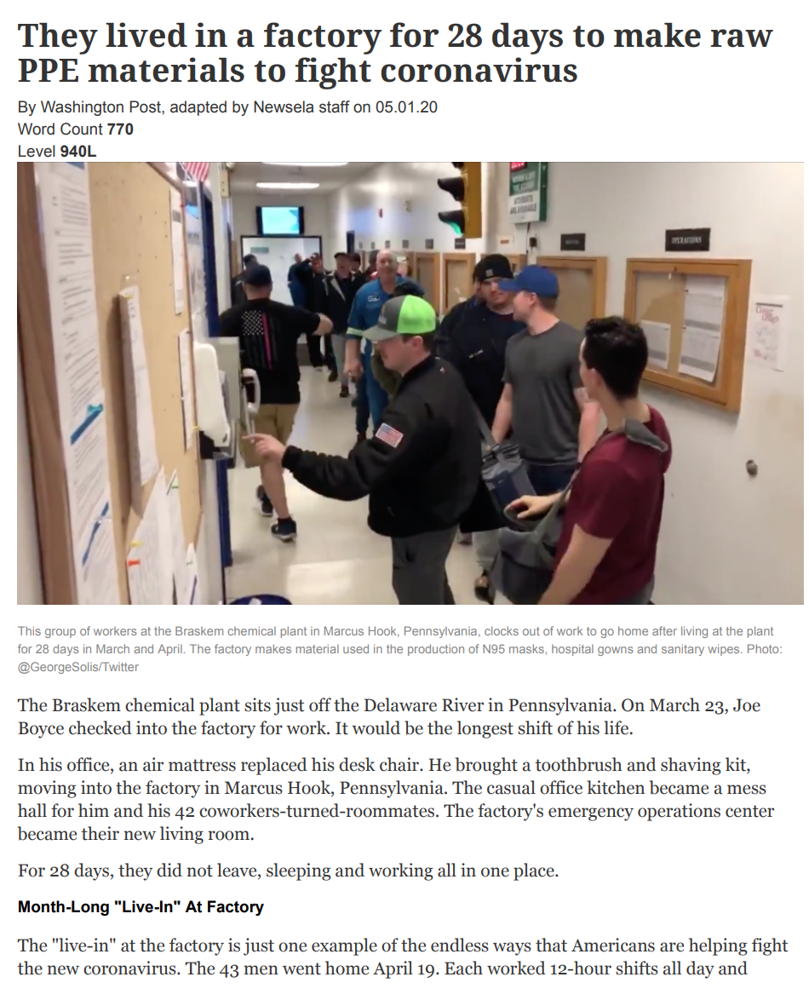 They lived in a factory for 28 days to make raw
PPE materials to fight coronavirus
By Washington Post, adapted by Newsela staff on 05.01.20
Word Count 770
Level 940L
OPERATIONS
This group of workers at the Braskem chemical plant in Marcus Hook, Pennsylvania, clocks out of work to go home after living at the plant
for 28 days in March and April. The factory makes material used in the production of N95 masks, hospital gowns and sanitary wipes. Photo:
@GeorgeSolis/Twitter
The Braskem chemical plant sits just off the Delaware River in Pennsylvania. On March 23, Joe
Boyce checked into the factory for work. It would be the longest shift of his life.
In his office, an air mattress replaced his desk chair. He brought a toothbrush and shaving kit,
moving into the factory in Marcus Hook, Pennsylvania. The casual office kitchen became a mess
hall for him and his 42 coworkers-turned-roommates. The factory's emergency operations center
became their new living room.
For 28 days, they did not leave, sleeping and working all in one place.
Month-Long "Live-In" At Factory
The "live-in" at the factory is just one example of the endless ways that Americans are helping fight
the new coronavirus. The 43 men went home April 19. Each worked 12-hour shifts all day and